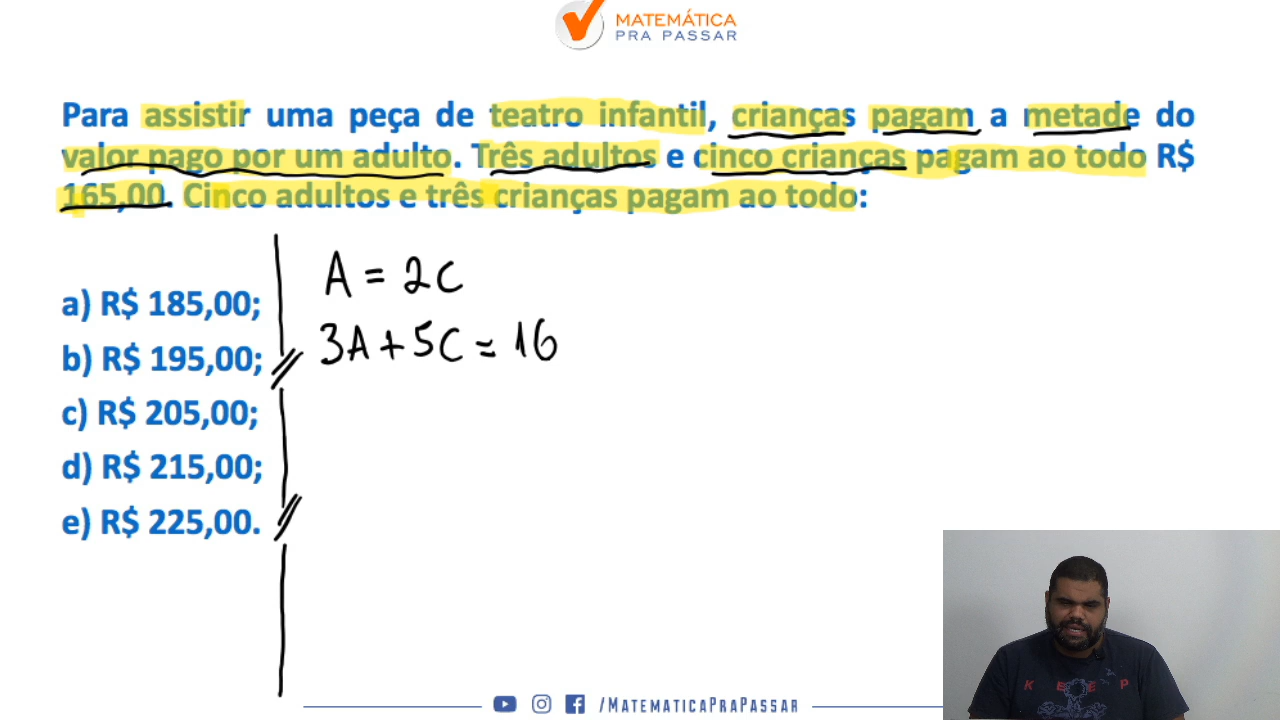 MATEMÁTICA
PRA PASSAR
Para assistir uma peça de teatro infantil, crianças pagam a metade do
valor pago por um adulto. Três adultos e cinco crianças pagam ao todo R$
165,00. Cinco adultos e três crianças pagam ao todo:
A = 2C
a) R$ 185,00;
3A + 5C = 16
b) R$ 195,00;
c) R$ 205,00;
d) R$ 215,00;
e) R$ 225,00.
K E E P
/MATEMATICAPRAPASSAR